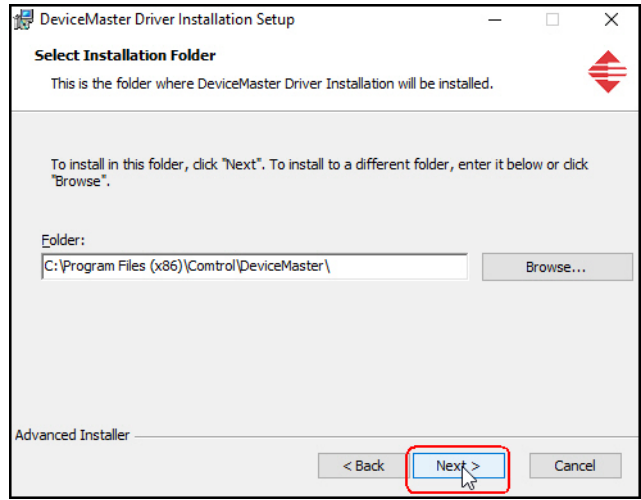 DeviceMaster Driver Installation Setup
Select Installation Folder
This is the folder where DeviceMaster Driver Installation will be installed.
To install in this folder, click "Next". To install to a different folder, enter it below or click
"Browse".
Folder:
C:\Program Files (x86)\Comtrol\DeviceMaster\
Browse...
Advanced Installer
< Back
Next >
Cancel